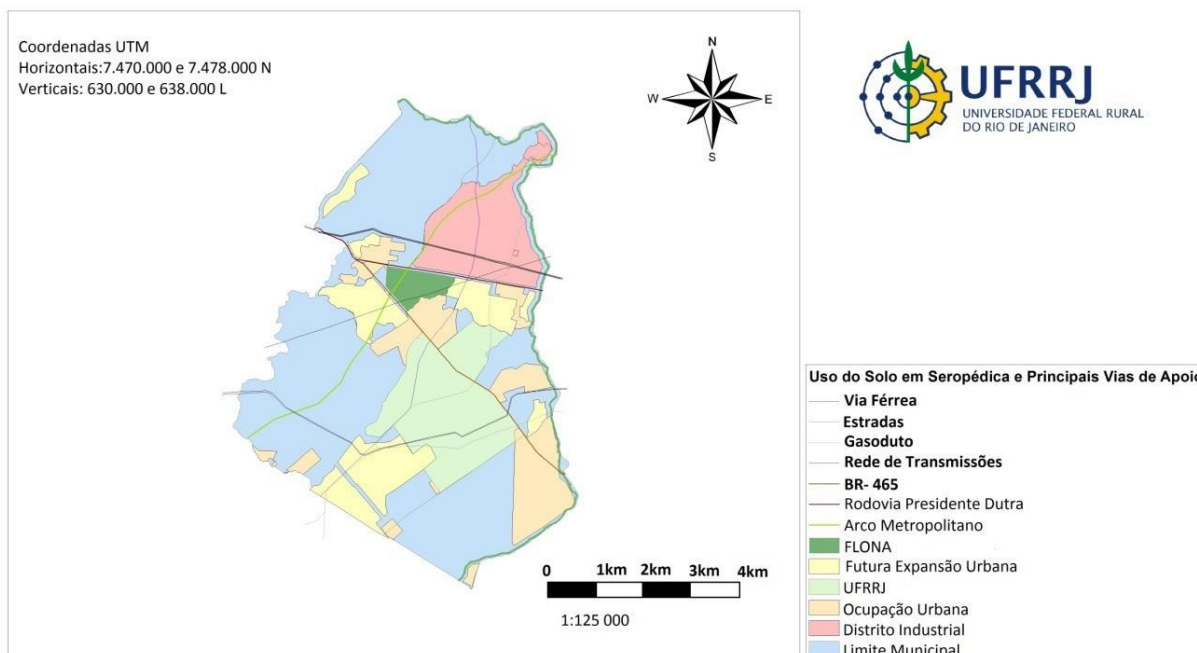 Coordenadas UTM
Horizontais:7.470.000 e 7.478.000 N
Verticais: 630.000 e 638.000 L
N
W
E
S
UFRRJ
UNIVERSIDADE FEDERAL RURAL
DO RIO DE JANEIRO
0 1km 2km 3km 4km
1:125 000
Uso do Solo em Seropédica e Principais Vias de Apoio
Via Férrea
Estradas
Gasoduto
Rede de Transmissões
BR- 465
Rodovia Presidente Dutra
Arco Metropolitano
FLONA
Futura Expansão Urbana
UFRRJ
Ocupação Urbana
Distrito Industrial
Limite Municipal